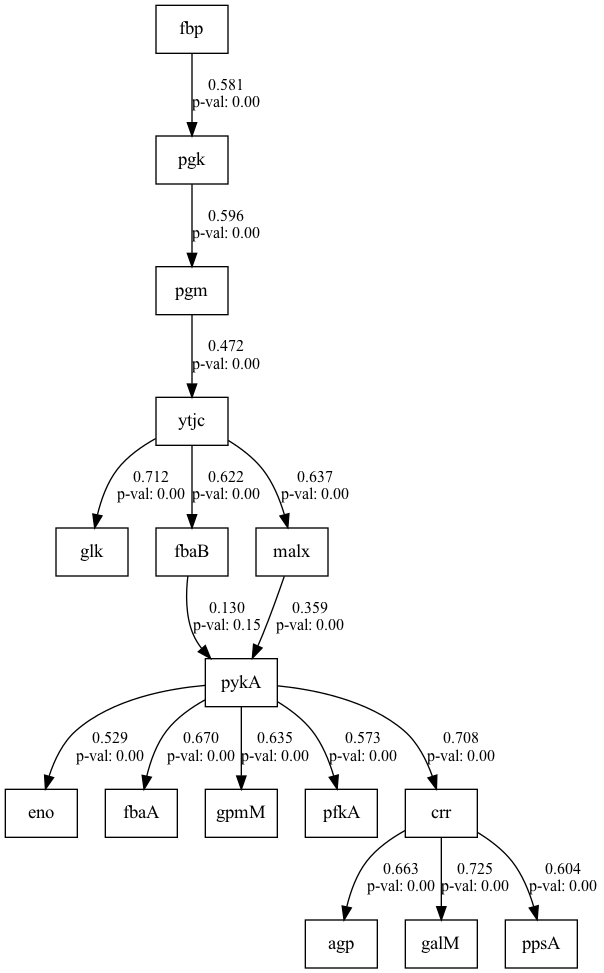 fbp
0.581
p-val: 0.00
pgk
0.596
p-val: 0.00
pgm
0.472
p-val: 0.00
ytjc
0.712
p-val: 0.00
0.622
p-val: 0.00
0.637
p-val: 0.00
glk
fbaB
malx
0.130
p-val: 0.15
0.359
p-val: 0.00
pykA
0.529
p-val: 0.00
0.670
p-val: 0.00
0.635
p-val: 0.00
0.573
p-val: 0.00
0.708
p-val: 0.00
eno
fbaA
gpmM
pfkA
crr
0.663
p-val: 0.00
0.725
p-val: 0.00
0.604
p-val: 0.00
agp
galM
ppsA